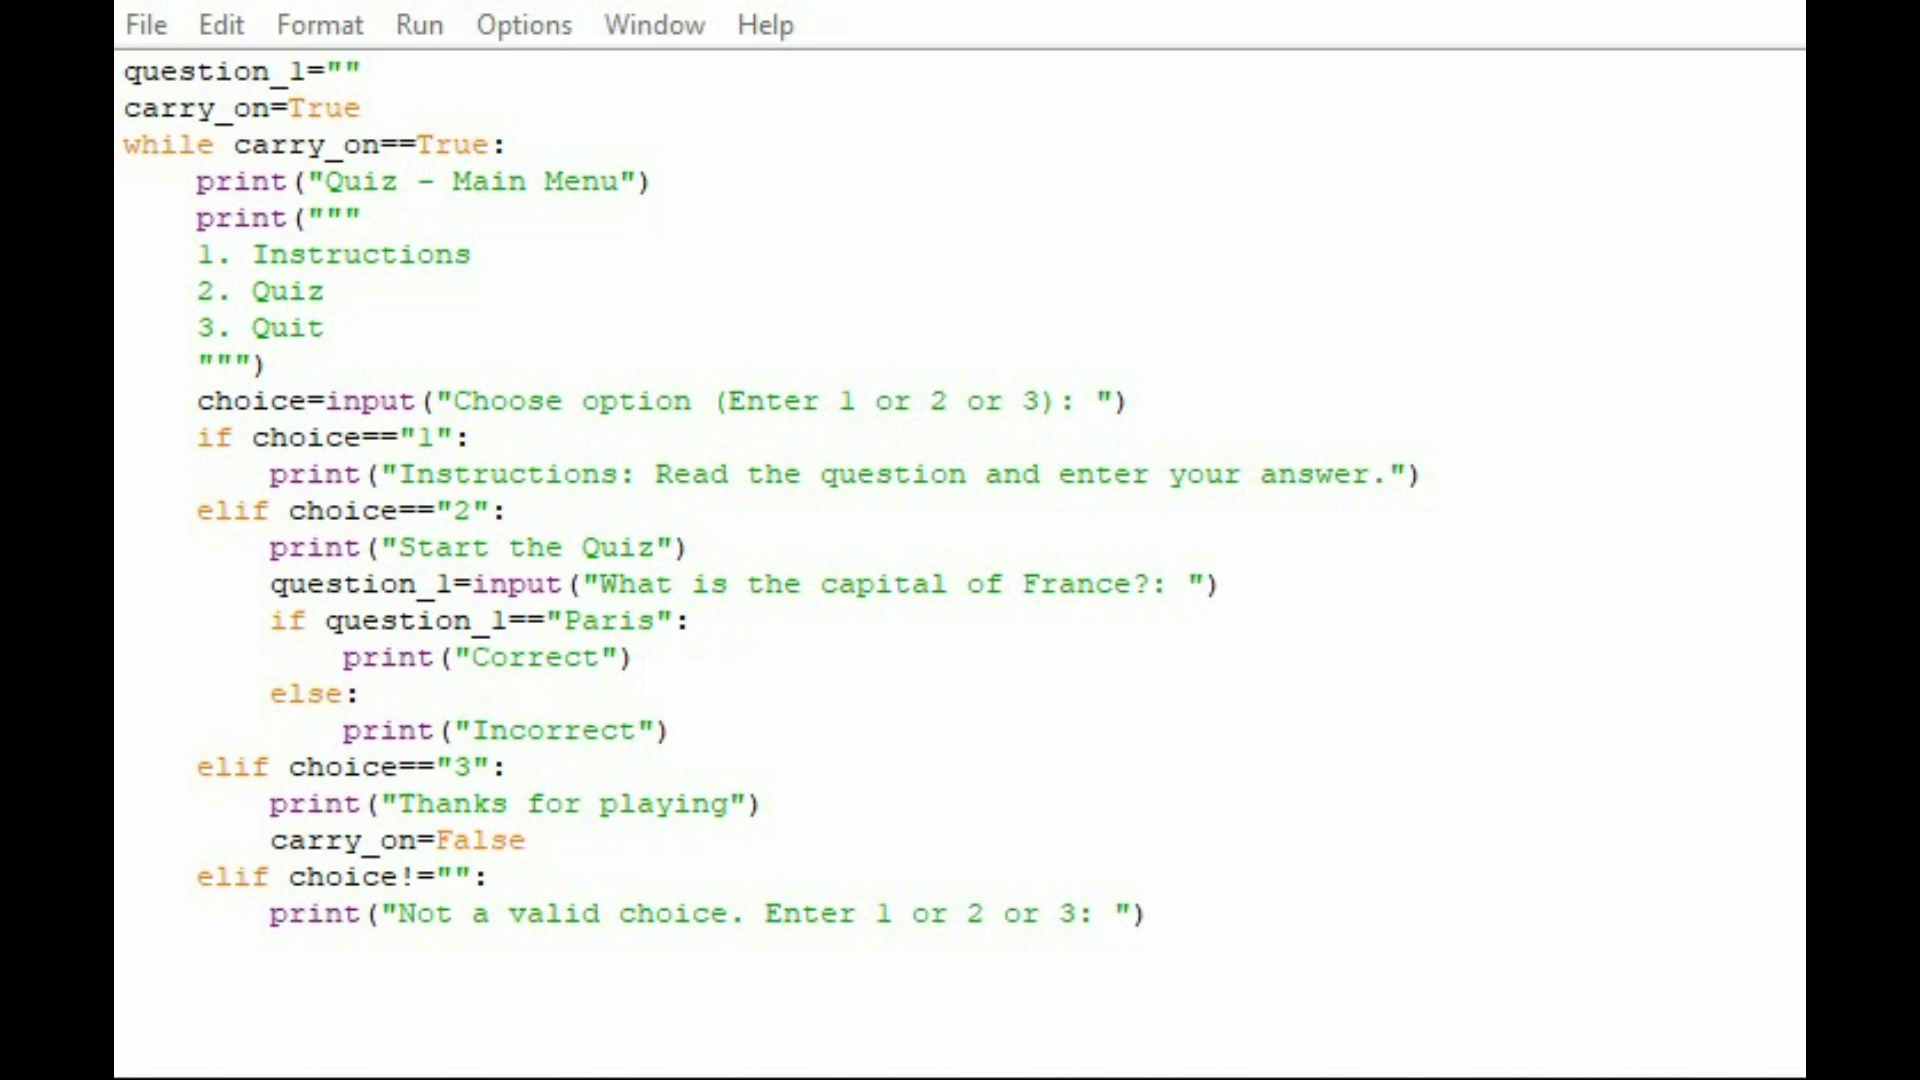 File Edit Format Run Options Window Help
question_1=""
carry_on=True
while carry_on==True:
    print("Quiz - Main Menu")
    print("""
    1. Instructions
    2. Quiz
    3. Quit
    """)
    choice=input("Choose option (Enter 1 or 2 or 3): ")
    if choice=="1":
        print("Instructions: Read the question and enter your answer.")
    elif choice=="2":
        print("Start the Quiz")
        question_1=input("What is the capital of France?: ")
        if question_1=="Paris":
            print("Correct")
        else:
            print("Incorrect")
    elif choice=="3":
        print("Thanks for playing")
        carry_on=False
    elif choice!="":
        print("Not a valid choice. Enter 1 or 2 or 3: ")